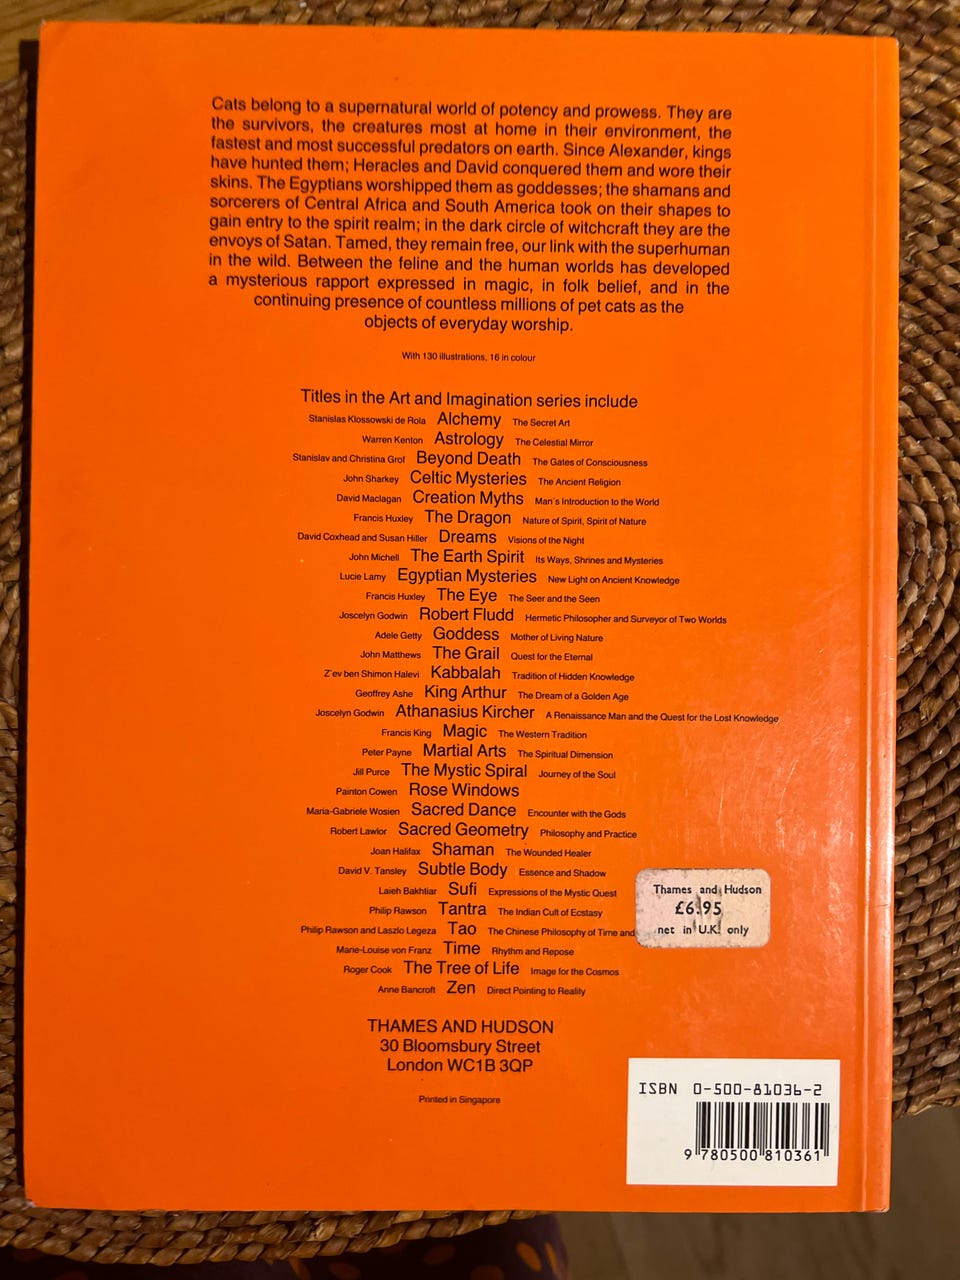 Cats belong to a supernatural world of potency and prowess. They are
the survivors, the creatures most at home in their environment, the
fastest and most successful predators on earth. Since Alexander, kings
have hunted them; Heracles and David conquered them and wore their
skins. The Egyptians worshipped them as goddesses; the shamans and
sorcerers of Central Africa and South America took on their shapes to
gain entry to the spirit realm; in the dark circle of witchcraft they are the
envoys of Satan. Tamed, they remain free, our link with the superhuman
in the wild. Between the feline and the human worlds has developed
a mysterious rapport expressed in magic, in folk belief, and in the
continuing presence of countless millions of pet cats as the
objects of everyday worship.
With 130 illustrations, 16 in colour
Titles in the Art and Imagination series include
Stanislas Klossowski de Rola Alchemy The Secret Art
Warren Kenton Astrology The Celestial Mirror
Stanislav and Christina Grof Beyond Death The Gates of Consciousness
John Sharkey Celtic Mysteries The Ancient Religion
David Maclagan Creation Myths Man's Introduction to the World
Francis Huxley The Dragon Nature of Spirit, Spirit of Nature
David Coxhead and Susan Hiller Dreams Visions of the Night
John Michell The Earth Spirit Its Ways, Shrines and Mysteries
Lucie Lamy Egyptian Mysteries New Light on Ancient Knowledge
Francis Huxley The Eye The Seer and the Seen
Joscelyn Godwin Robert Fludd Hermetic Philosopher and Surveyor of Two Worlds
Adele Getty Goddess Mother of Living Nature
John Matthews The Grail Quest for the Eternal
Z'ev ben Shimon Halevi Kabbalah Tradition of Hidden Knowledge
Geoffrey Ashe King Arthur The Dream of a Golden Age
Joscelyn Godwin Athanasius Kircher A Renaissance Man and the Quest for the Lost Knowledge
Francis King Magic The Western Tradition
Peter Payne Martial Arts The Spiritual Dimension
Jill Purce The Mystic Spiral Journey of the Soul
Painton Cowen Rose Windows
Maria-Gabriele Wosien Sacred Dance Encounter with the Gods
Robert Lawlor Sacred Geometry Philosophy and Practice
Joan Halifax Shaman The Wounded Healer
David V. Tansley Subtle Body Essence and Shadow
Laleh Bakhtiar Sufi Expressions of the Mystic Quest
Philip Rawson Tantra The Indian Cult of Ecstasy
Philip Rawson and Laszlo Legeza Tao The Chinese Philosophy of Time and
Marie-Louise von Franz Time Rhythm and Repose
Roger Cook The Tree of Life Image for the Cosmos
Anne Bancroft Zen Direct Pointing to Reality
Thames and Hudson
£6.95
net in U.K. only
THAMES AND HUDSON
30 Bloomsbury Street
London WC1B 3QP
Printed in Singapore
ISBN 0-500-81036-2
9 780500 810361